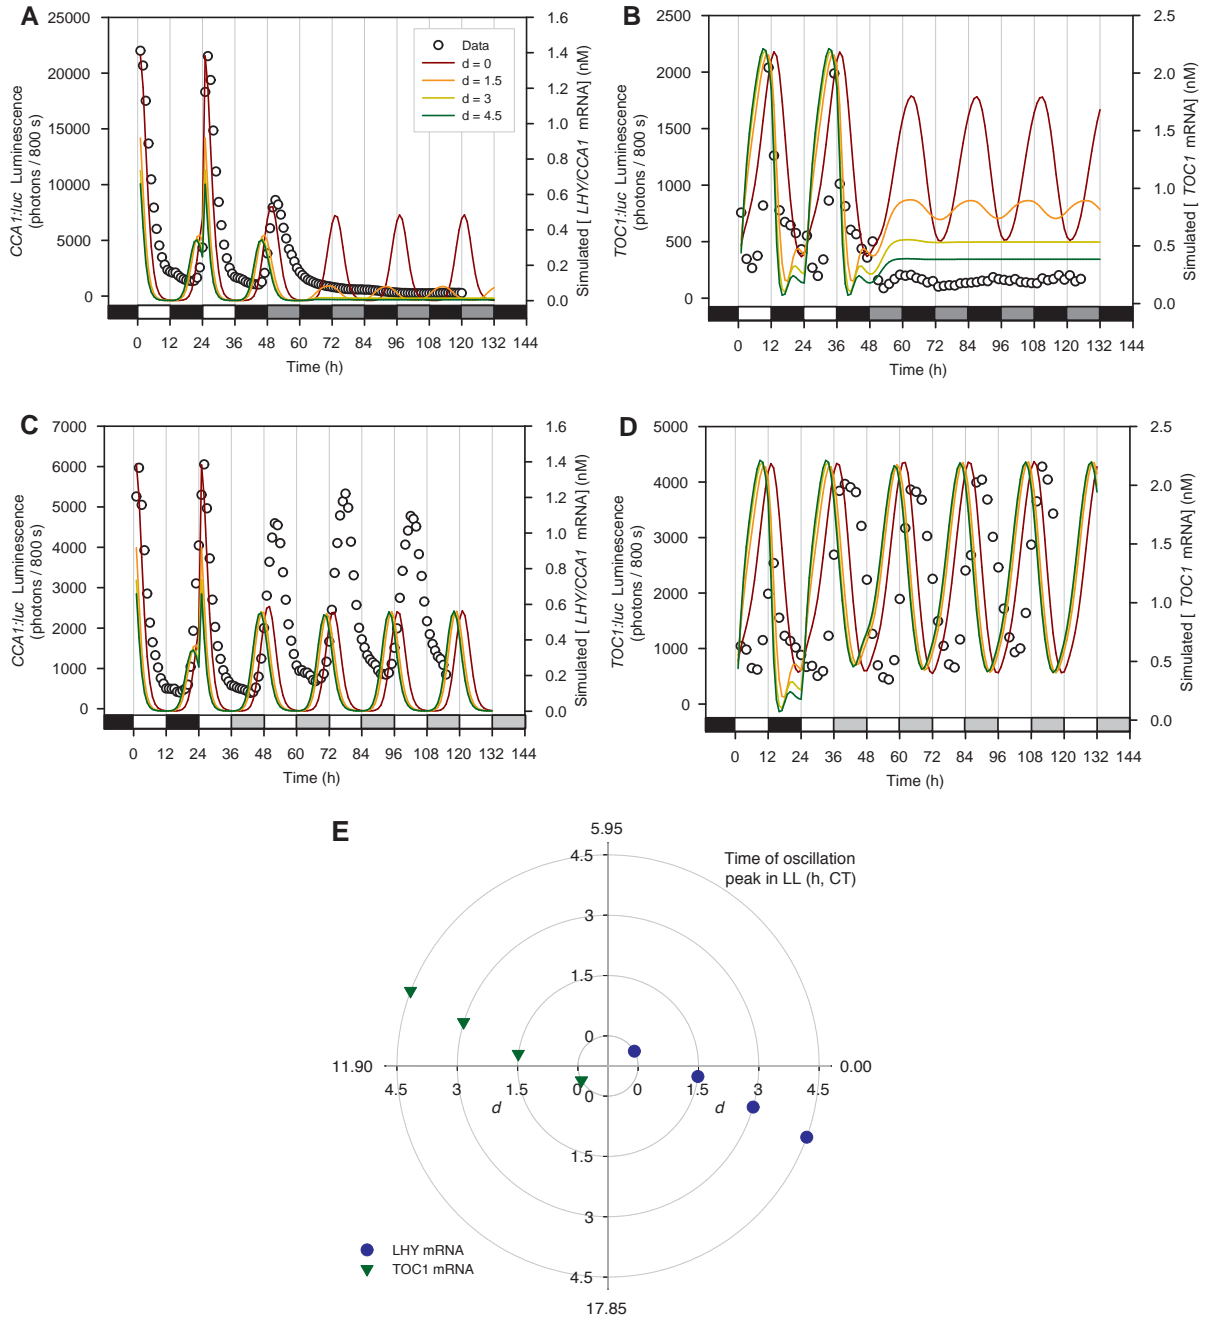 A
25000
20000
15000
10000
5000
0
CCA1:luc Luminescence
(photons / 800 s)
Data
d = 0
d = 1.5
d = 3
d = 4.5
1.6
1.4
1.2
1.0
0.8
0.6
0.4
0.2
0.0
Simulated [ LHY/CCA1 mRNA] (nM)
0 12 24 36 48 60 72 84 96 108 120 132 144
Time (h)
B
2500
2000
1500
1000
500
0
TOC1:luc Luminescence
(photons / 800 s)
2.5
2.0
1.5
1.0
0.5
0.0
Simulated [ TOC1 mRNA] (nM)
0 12 24 36 48 60 72 84 96 108 120 132 144
Time (h)
C
7000
6000
5000
4000
3000
2000
1000
0
CCA1:luc Luminescence
(photons / 800 s)
1.6
1.4
1.2
1.0
0.8
0.6
0.4
0.2
0.0
Simulated [ LHY/CCA1 mRNA] (nM)
0 12 24 36 48 60 72 84 96 108 120 132 144
Time (h)
D
5000
4000
3000
2000
1000
0
TOC1:luc Luminescence
(photons / 800 s)
2.5
2.0
1.5
1.0
0.5
0.0
Simulated [ TOC1 mRNA] (nM)
0 12 24 36 48 60 72 84 96 108 120 132 144
Time (h)
E
5.95
Time of oscillation
peak in LL (h, CT)
4.5
3
1.5
0
11.90
0.00
4.5 3 1.5 0 0 1.5 3 4.5
d d
0
1.5
3
4.5
17.85
LHY mRNA
TOC1 mRNA